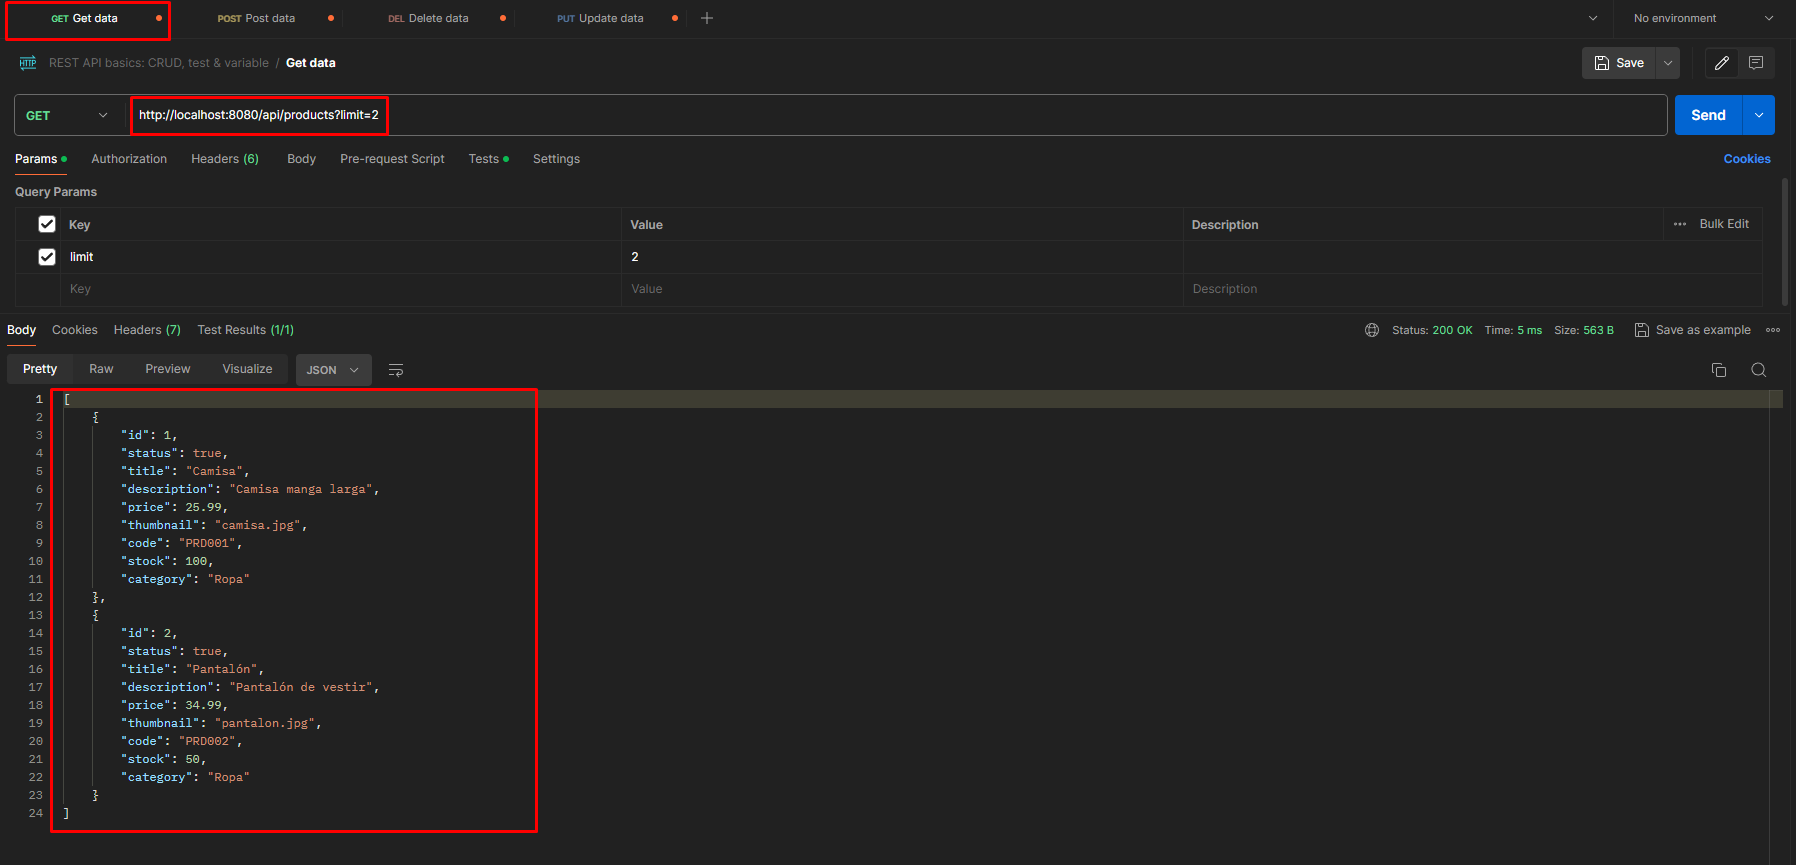 GET Get data
POST Post data
DEL Delete data
PUT Update data
No environment
HTTP
REST API basics: CRUD, test & variable / Get data
Save
GET
http://localhost:8080/api/products?limit=2
Send
Params
Authorization
Headers (6)
Body
Pre-request Script
Tests
Settings
Cookies
Query Params
Key
Value
Description
Bulk Edit
limit
2
Key
Value
Description
Body
Cookies
Headers (7)
Test Results (1/1)
Status: 200 OK
Time: 5 ms
Size: 563 B
Save as example
Pretty
Raw
Preview
Visualize
JSON
1 [
2 {
3 "id": 1,
4 "status": true,
5 "title": "Camisa",
6 "description": "Camisa manga larga",
7 "price": 25.99,
8 "thumbnail": "camisa.jpg",
9 "code": "PRD001",
10 "stock": 100,
11 "category": "Ropa"
12 },
13 {
14 "id": 2,
15 "status": true,
16 "title": "Pantalón",
17 "description": "Pantalón de vestir",
18 "price": 34.99,
19 "thumbnail": "pantalon.jpg",
20 "code": "PRD002",
21 "stock": 50,
22 "category": "Ropa"
23 }
24 ]